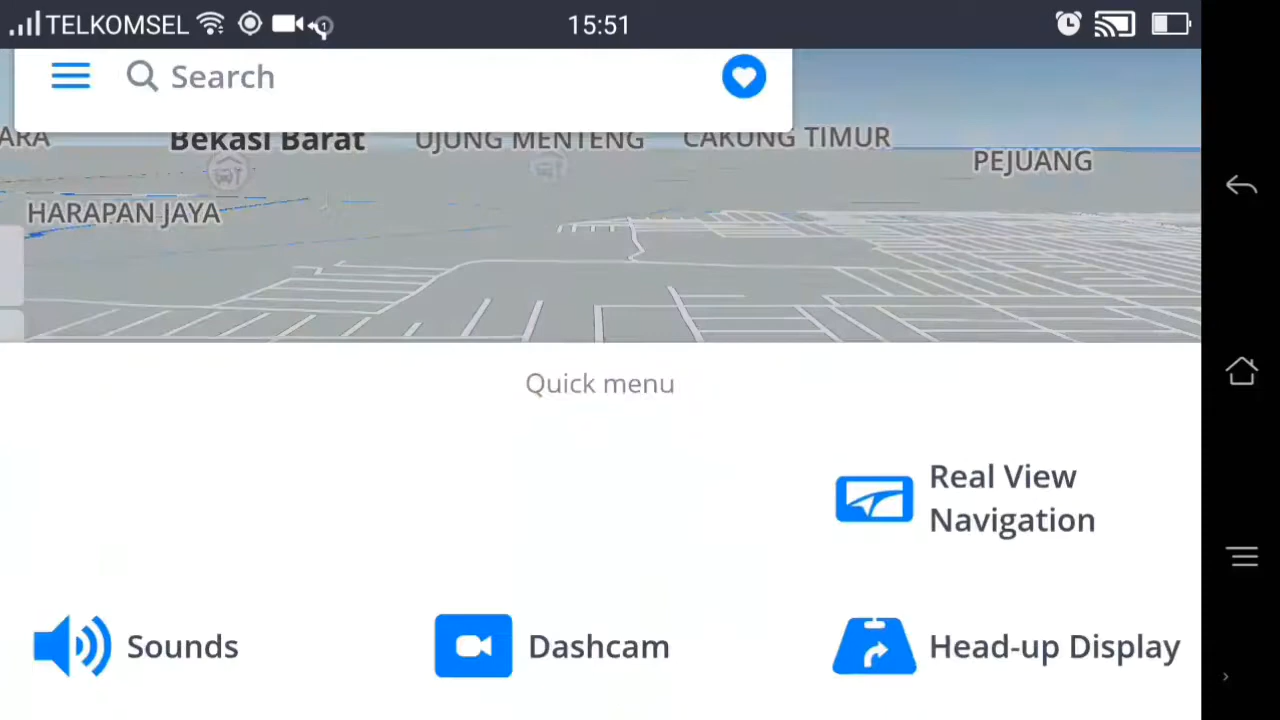 TELKOMSEL 1 15:51
Search
ARA Bekasi Barat UJUNG MENTENG CAKUNG TIMUR
PEJUANG
HARAPAN JAYA
Quick menu
Real View
Navigation
Sounds Dashcam Head-up Display